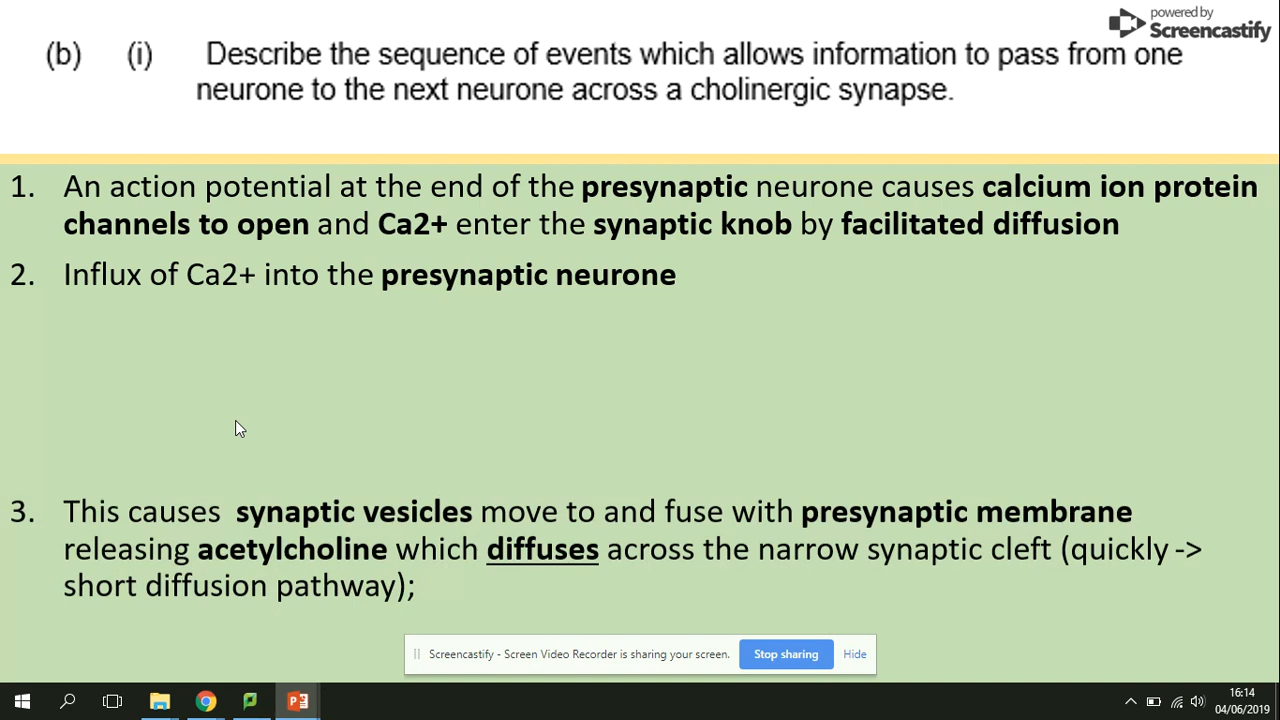 powered by
Screencastify
(b) (i) Describe the sequence of events which allows information to pass from one
neurone to the next neurone across a cholinergic synapse.
1. An action potential at the end of the presynaptic neurone causes calcium ion protein
channels to open and Ca2+ enter the synaptic knob by facilitated diffusion
2. Influx of Ca2+ into the presynaptic neurone
3. This causes synaptic vesicles move to and fuse with presynaptic membrane
releasing acetylcholine which diffuses across the narrow synaptic cleft (quickly ->
short diffusion pathway);
Screencastify - Screen Video Recorder is sharing your screen. Stop sharing Hide
16:14
04/06/2019